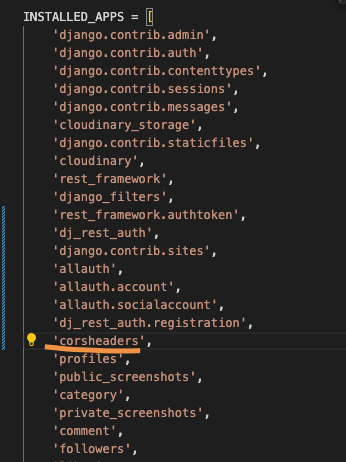 INSTALLED_APPS = [
'django.contrib.admin',
'django.contrib.auth',
'django.contrib.contenttypes',
'django.contrib.sessions',
'django.contrib.messages',
'cloudinary_storage',
'django.contrib.staticfiles',
'cloudinary',
'rest_framework',
'django_filters',
'rest_framework.authtoken',
'dj_rest_auth',
'django.contrib.sites',
'allauth',
'allauth.account',
'allauth.socialaccount',
'dj_rest_auth.registration',
'corsheaders',
'profiles',
'public_screenshots',
'category',
'private_screenshots',
'comment',
'followers',